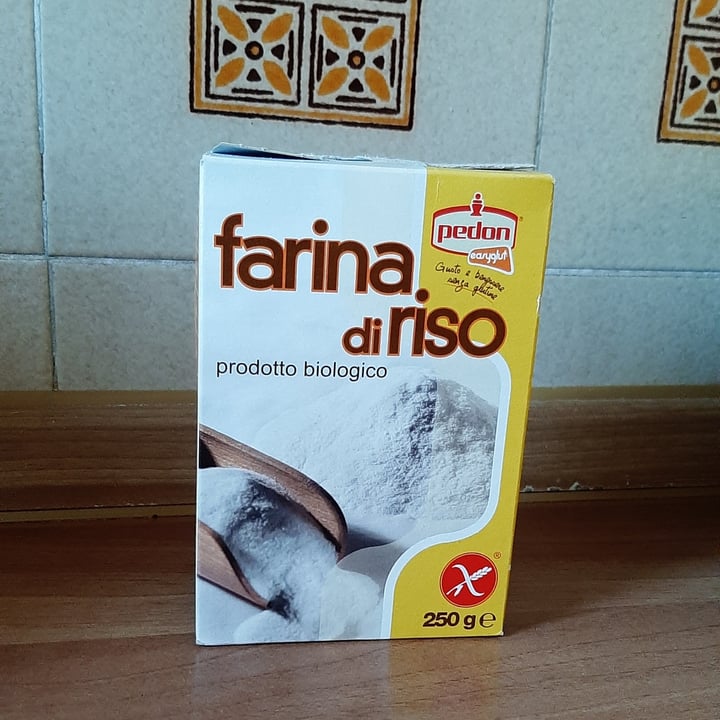 farina
di riso
prodotto biologico
pedon
®
easyglut
Gusto e benessere
senza glutine
®
250 g e